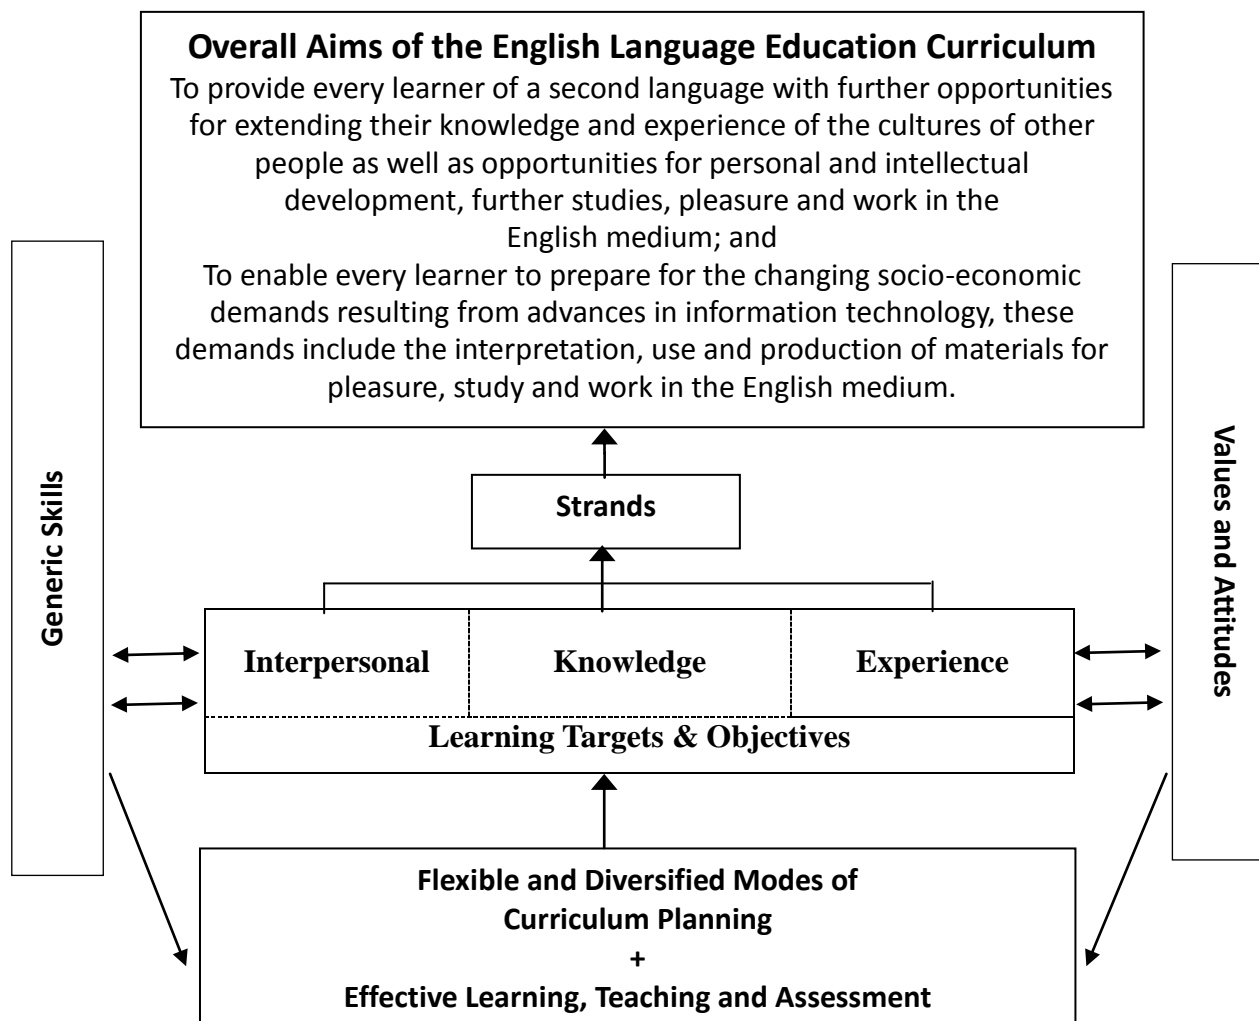 Overall Aims of the English Language Education Curriculum
To provide every learner of a second language with further opportunities
for extending their knowledge and experience of the cultures of other
people as well as opportunities for personal and intellectual
development, further studies, pleasure and work in the
English medium; and
To enable every learner to prepare for the changing socio-economic
demands resulting from advances in information technology, these
demands include the interpretation, use and production of materials for
pleasure, study and work in the English medium.
Generic Skills
Values and Attitudes
Strands
Interpersonal
Knowledge
Experience
Learning Targets & Objectives
Flexible and Diversified Modes of
Curriculum Planning
+
Effective Learning, Teaching and Assessment